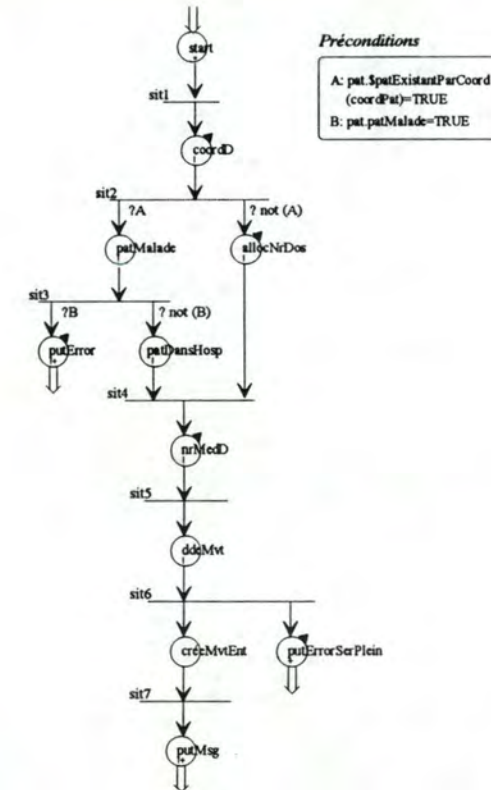 start
Préconditions
A: pat.$patExistantParCoord
(coordPat)=TRUE
B: pat.patMalade=TRUE
sit1
coordD
sit2
?A
? not (A)
patMalade
allocNrDos
sit3
?B
? not (B)
putError
patDansHosp
sit4
nrMedD
sit5
ddeMvt
sit6
créeMvtEnt
putErrorSerPlein
sit7
putMsg